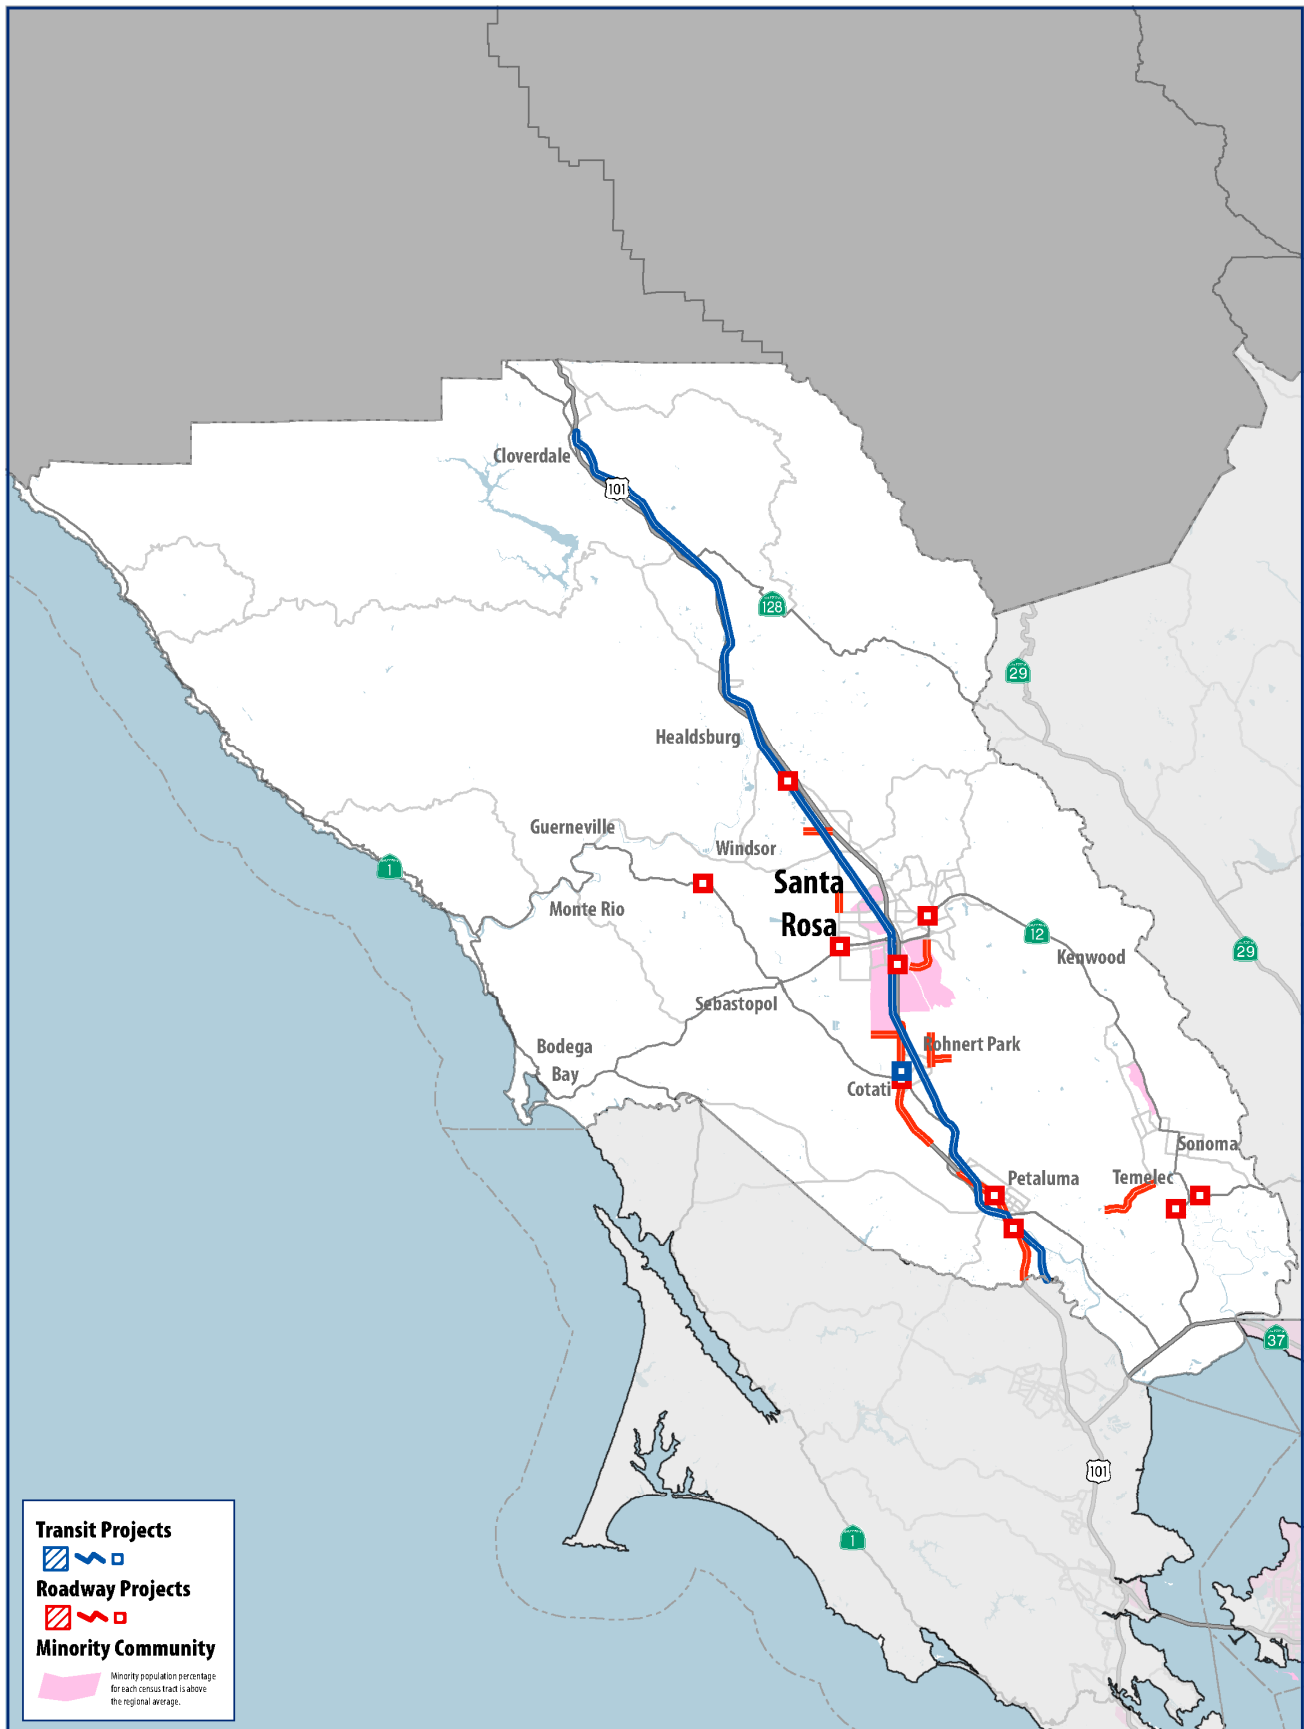 Cloverdale
101
128
29
Healdsburg
Guerneville
Windsor
1
Santa
Rosa
Monte Rio
12
29
Kenwood
Sebastopol
Rohnert Park
Bodega
Bay
Cotati
Sonoma
Petaluma
Temelec
37
101
1
Transit Projects
Roadway Projects
Minority Community
Minority population percentage
for each census tract is above
the regional average.